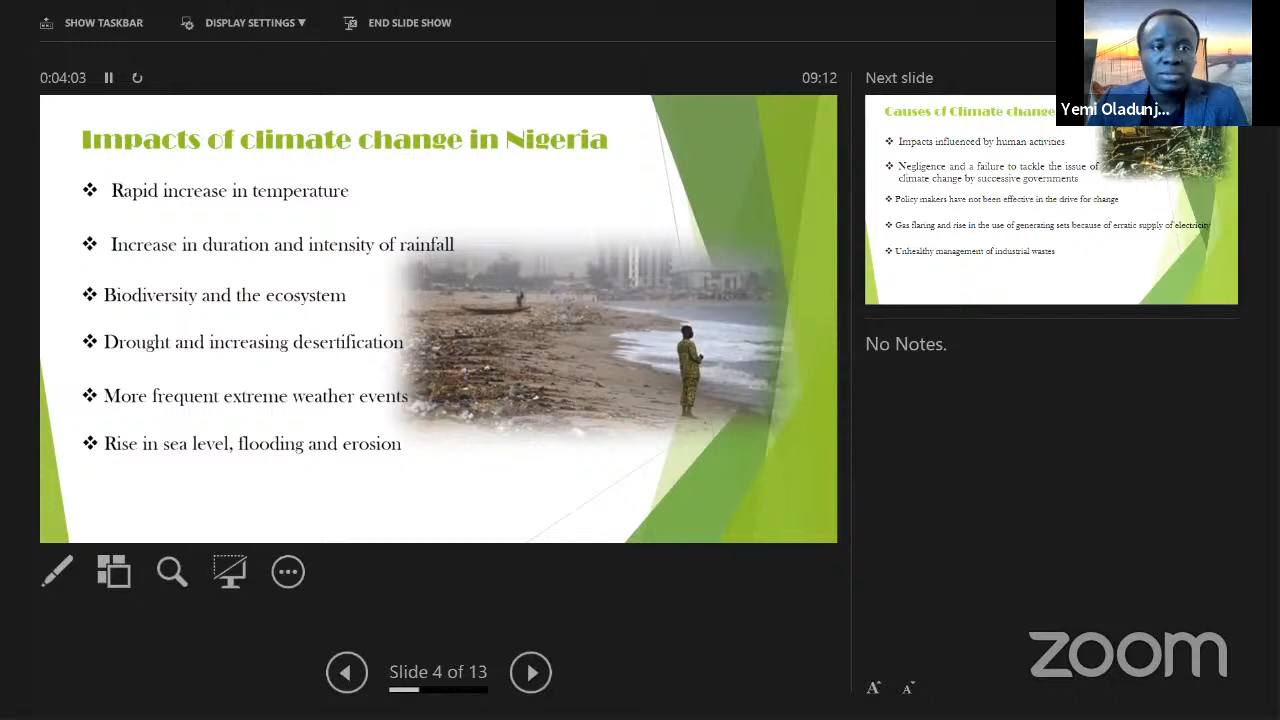 SHOW TASKBAR
DISPLAY SETTINGS ▼
END SLIDE SHOW
0:04:03
09:12
Impacts of climate change in Nigeria
❖ Rapid increase in temperature
❖ Increase in duration and intensity of rainfall
❖ Biodiversity and the ecosystem
❖ Drought and increasing desertification
❖ More frequent extreme weather events
❖ Rise in sea level, flooding and erosion
Slide 4 of 13
Next slide
Yemi Oladunj...
Causes of Climate change
❖ Impacts influenced by human activities
❖ Negligence and a failure to tackle the issue of
climate change by successive governments
❖ Policy makers have not been effective in the drive for change
❖ Gas flaring and rise in the use of generating sets because of erratic supply of electricity
❖ Unhealthy management of industrial wastes
No Notes.
zoom
A A